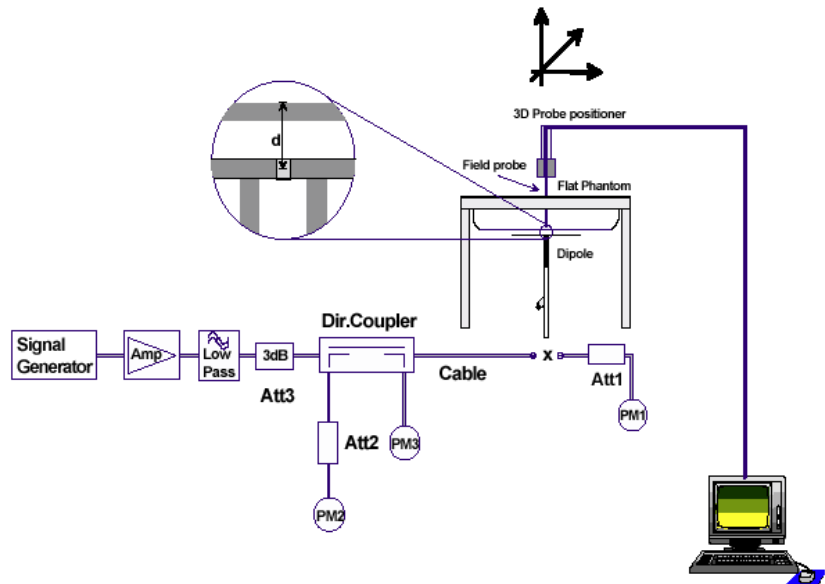 3D Probe positioner
d
Field probe
Flat Phantom
Dipole
Dir.Coupler
Signal
Generator
Amp
Low
Pass
3dB
Att3
Cable
x
Att1
PM1
Att2
PM3
PM2